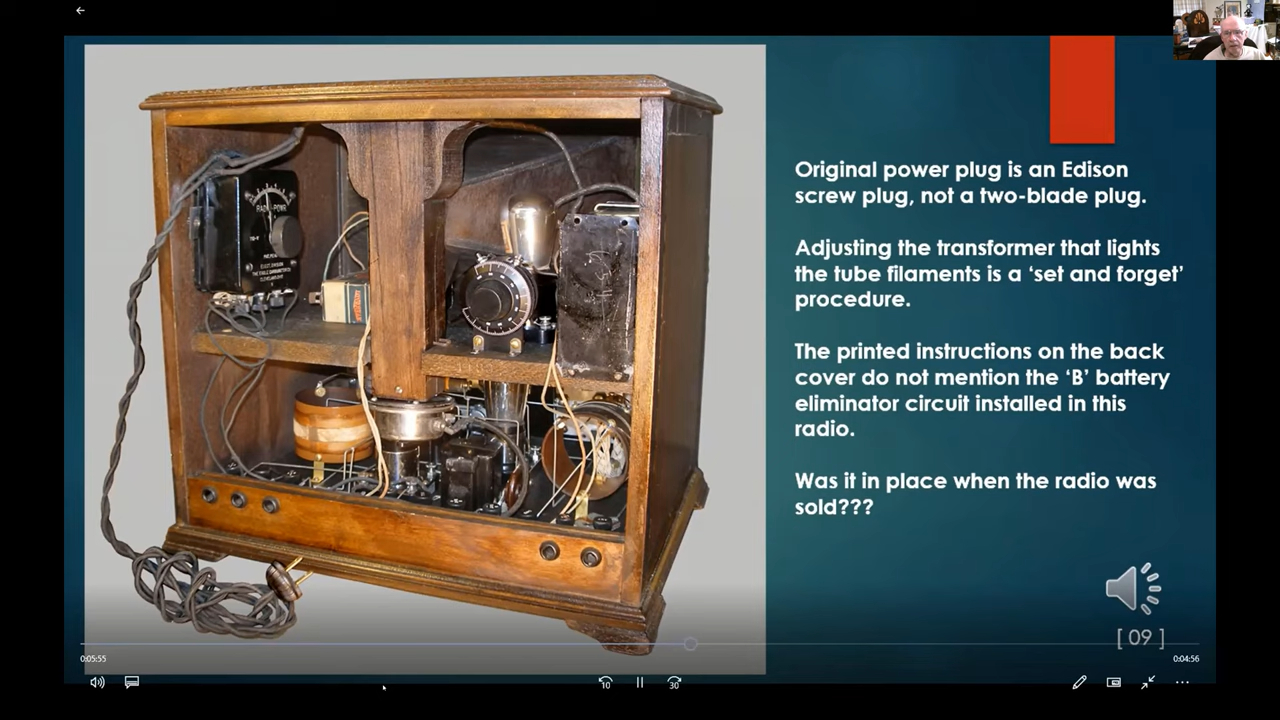 Original power plug is an Edison
screw plug, not a two-blade plug.
Adjusting the transformer that lights
the tube filaments is a ‘set and forget’
procedure.
The printed instructions on the back
cover do not mention the ‘B’ battery
eliminator circuit installed in this
radio.
Was it in place when the radio was
sold???
[ 09 ]
0:05:55
0:04:56
10
30